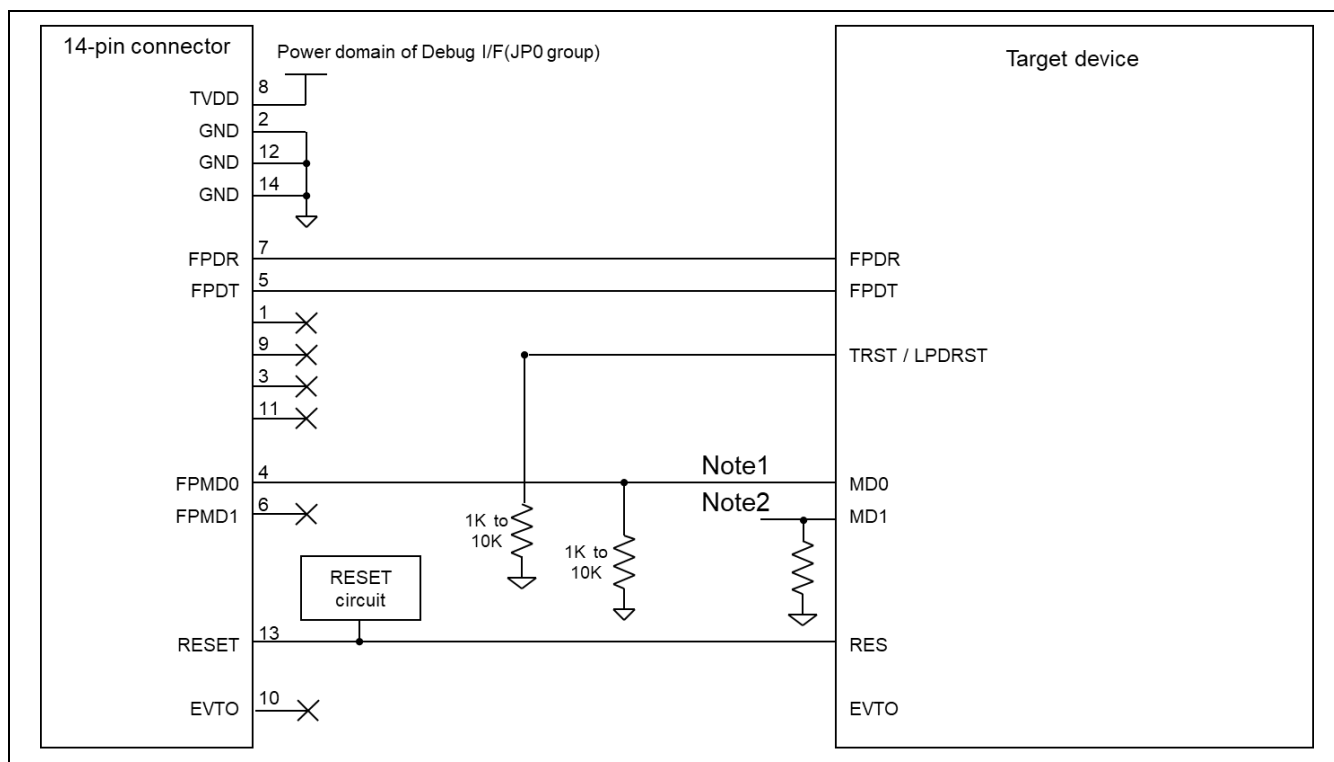 14-pin connector
Power domain of Debug I/F(JP0 group)
Target device
TVDD 8
GND 2
GND 12
GND 14
FPDR 7 FPDR
FPDT 5 FPDT
1
9 TRST / LPDRST
3
11
Note1
FPMD0 4 MD0
Note2
FPMD1 6 MD1
1K to
10K
1K to
10K
RESET
circuit
RESET 13 RES
EVTO 10 EVTO